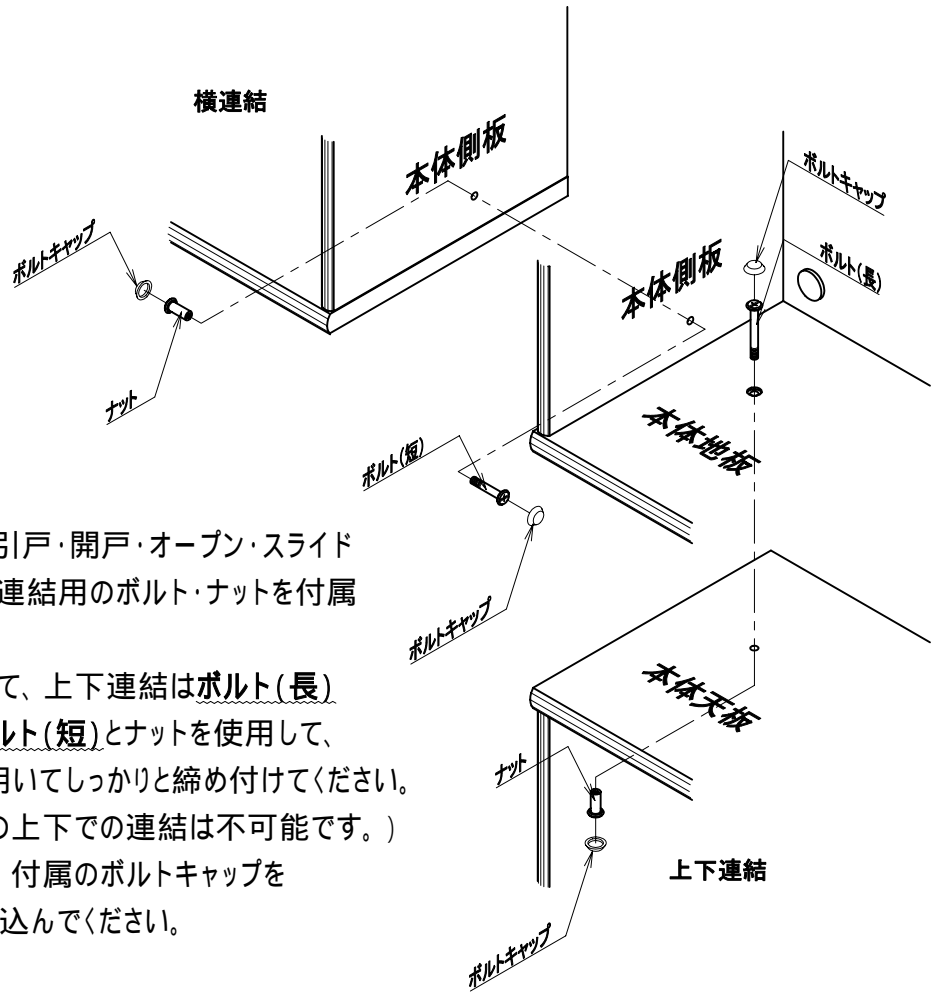 横連結
本体側板
ボルトキャップ
ボルトキャップ
ボルト(長)
本体側板
ナット
本体地板
ボルト(短)
引戸・開戸・オープン・スライド
連結用のボルト・ナットを付属
ボルトキャップ
て、上下連結はボルト(長)
ルト(短)とナットを使用して、
用いてしっかりと締め付けてください。
の上下での連結は不可能です。)
付属のボルトキャップを
込んでください。
本体天板
ナット
上下連結
ボルトキャップ